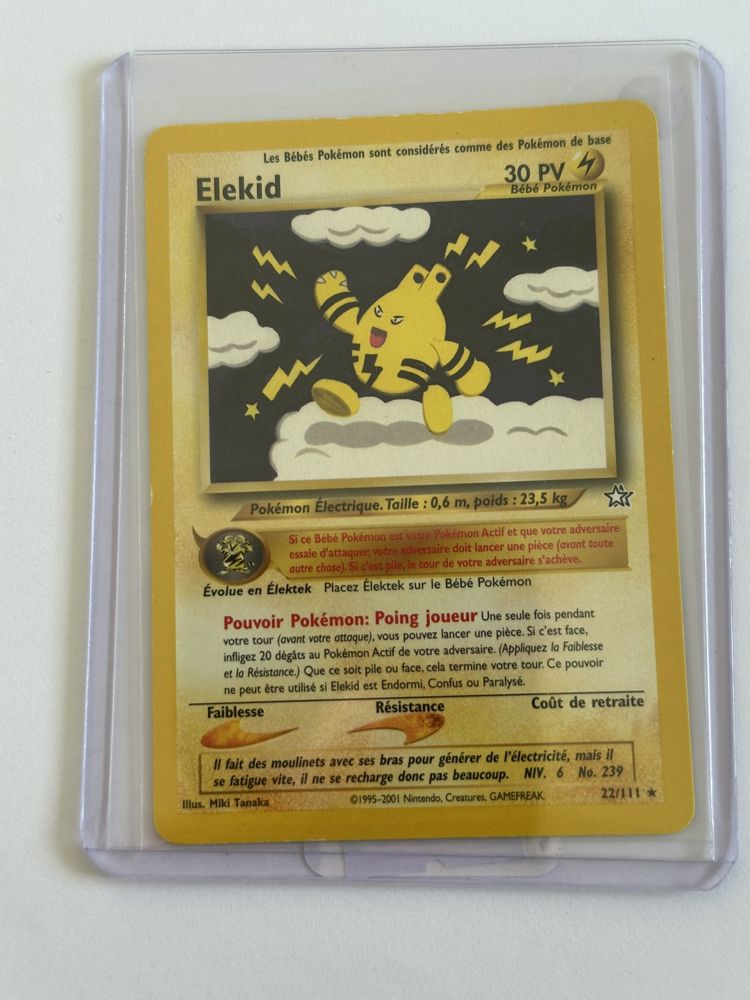 Les Bébés Pokémon sont considérés comme des Pokémon de base
Elekid
30 PV
Bébé Pokémon
Pokémon Électrique. Taille : 0,6 m, poids : 23,5 kg
Si ce Bébé Pokémon est votre Pokémon Actif et que votre adversaire
essaie d'attaquer, votre adversaire doit lancer une pièce (avant toute
autre chose). Si c'est pile, le tour de votre adversaire s'achève.
Évolue en Élektek Placez Élektek sur le Bébé Pokémon
Pouvoir Pokémon: Poing joueur Une seule fois pendant
votre tour (avant votre attaque), vous pouvez lancer une pièce. Si c'est face,
infligez 20 dégâts au Pokémon Actif de votre adversaire. (Appliquez la Faiblesse
et la Résistance.) Que ce soit pile ou face, cela termine votre tour. Ce pouvoir
ne peut être utilisé si Elekid est Endormi, Confus ou Paralysé.
Faiblesse Résistance Coût de retraite
Il fait des moulinets avec ses bras pour générer de l'électricité, mais il
se fatigue vite, il ne se recharge donc pas beaucoup. NIV. 6 No. 239
Illus. Miki Tanaka ©1995-2001 Nintendo, Creatures, GAMEFREAK. 22/111 ★